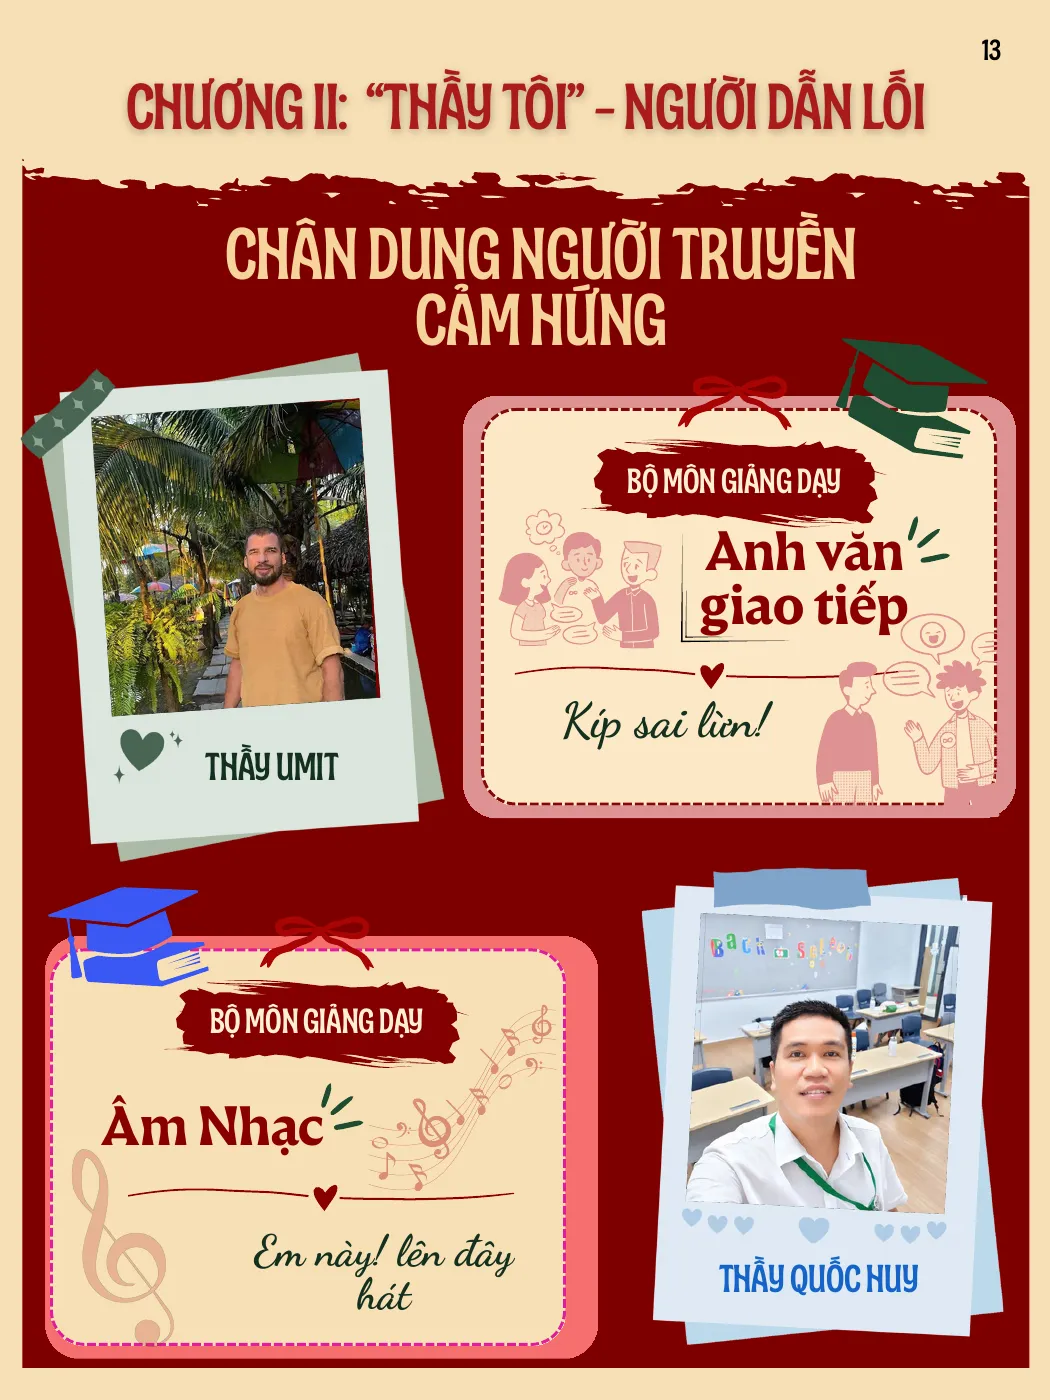 13
CHƯƠNG II: “THẦY TÔI” – NGƯỜI DẪN LỐI
CHÂN DUNG NGƯỜI TRUYỀN
CẢM HỨNG
BỘ MÔN GIẢNG DẠY
Anh văn
giao tiếp
Kíp sai lừn!
THẦY UMIT
BỘ MÔN GIẢNG DẠY
Âm Nhạc
Em này! lên đây
hát
Back
THẦY QUỐC HUY